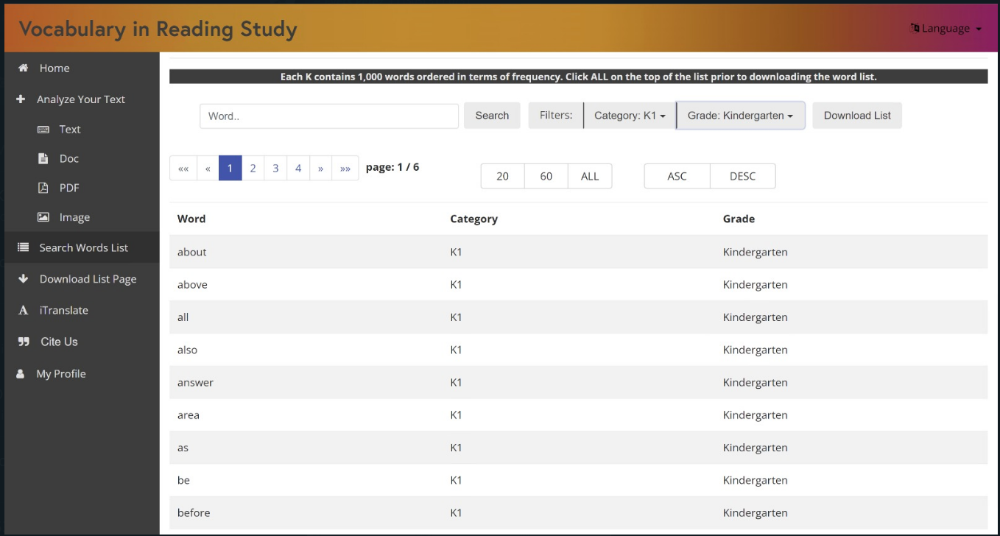 Vocabulary in Reading Study
Language
Home
Analyze Your Text
Text
Doc
PDF
Image
Search Words List
Download List Page
iTranslate
Cite Us
My Profile
Each K contains 1,000 words ordered in terms of frequency. Click ALL on the top of the list prior to downloading the word list.
Word.. Search Filters: Category: K1 Grade: Kindergarten Download List
«« « 1 2 3 4 » »» page: 1 / 6 20 60 ALL ASC DESC
Word Category Grade
about K1 Kindergarten
above K1 Kindergarten
all K1 Kindergarten
also K1 Kindergarten
answer K1 Kindergarten
area K1 Kindergarten
as K1 Kindergarten
be K1 Kindergarten
before K1 Kindergarten